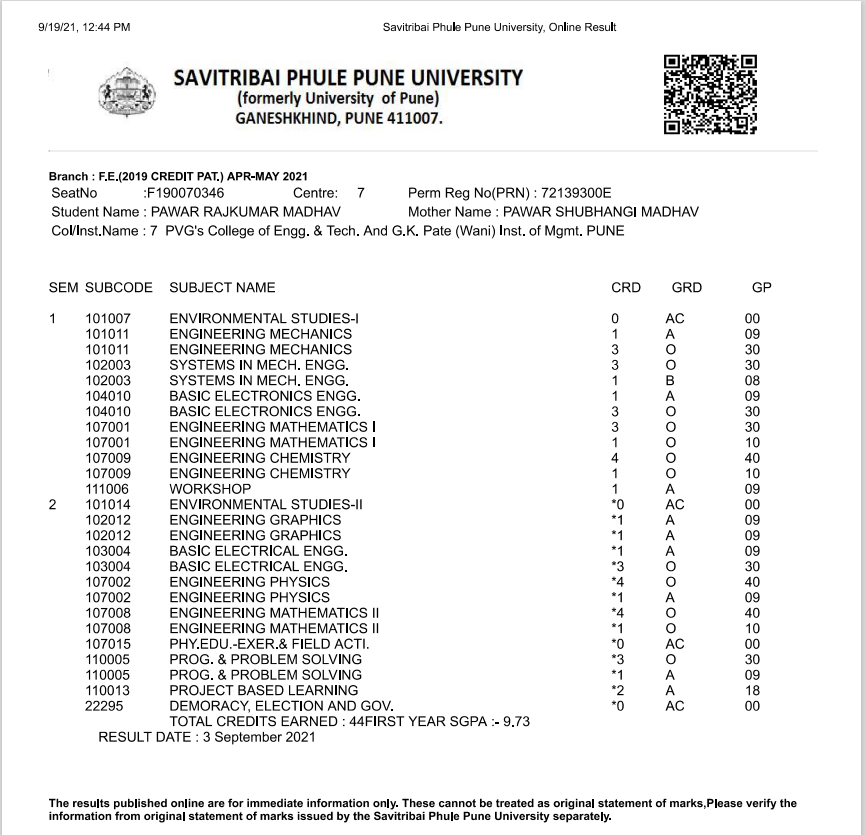 9/19/21, 12:44 PM Savitribai Phule Pune University, Online Result
SAVITRIBAI PHULE PUNE UNIVERSITY
(formerly University of Pune)
GANESHKHIND, PUNE 411007.
Branch : F.E.(2019 CREDIT PAT.) APR-MAY 2021
SeatNo :F190070346 Centre: 7 Perm Reg No(PRN) : 72139300E
Student Name : PAWAR RAJKUMAR MADHAV Mother Name : PAWAR SHUBHANGI MADHAV
Col/Inst.Name : 7 PVG's College of Engg. & Tech. And G.K. Pate (Wani) Inst. of Mgmt. PUNE
SEM SUBCODE SUBJECT NAME CRD GRD GP
1 101007 ENVIRONMENTAL STUDIES-I 0 AC 00
101011 ENGINEERING MECHANICS 1 A 09
101011 ENGINEERING MECHANICS 3 O 30
102003 SYSTEMS IN MECH. ENGG. 3 O 30
102003 SYSTEMS IN MECH. ENGG. 1 B 08
104010 BASIC ELECTRONICS ENGG. 1 A 09
104010 BASIC ELECTRONICS ENGG. 3 O 30
107001 ENGINEERING MATHEMATICS I 3 O 30
107001 ENGINEERING MATHEMATICS I 1 O 10
107009 ENGINEERING CHEMISTRY 4 O 40
107009 ENGINEERING CHEMISTRY 1 O 10
111006 WORKSHOP 1 A 09
2 101014 ENVIRONMENTAL STUDIES-II *0 AC 00
102012 ENGINEERING GRAPHICS *1 A 09
102012 ENGINEERING GRAPHICS *1 A 09
103004 BASIC ELECTRICAL ENGG. *1 A 09
103004 BASIC ELECTRICAL ENGG. *3 O 30
107002 ENGINEERING PHYSICS *4 O 40
107002 ENGINEERING PHYSICS *1 A 09
107008 ENGINEERING MATHEMATICS II *4 O 40
107008 ENGINEERING MATHEMATICS II *1 O 10
107015 PHY.EDU.-EXER.& FIELD ACTI. *0 AC 00
110005 PROG. & PROBLEM SOLVING *3 O 30
110005 PROG. & PROBLEM SOLVING *1 A 09
110013 PROJECT BASED LEARNING *2 A 18
22295 DEMORACY, ELECTION AND GOV. *0 AC 00
TOTAL CREDITS EARNED : 44FIRST YEAR SGPA :- 9.73
RESULT DATE : 3 September 2021
The results published online are for immediate information only. These cannot be treated as original statement of marks,Please verify the
information from original statement of marks issued by the Savitribai Phule Pune University separately.